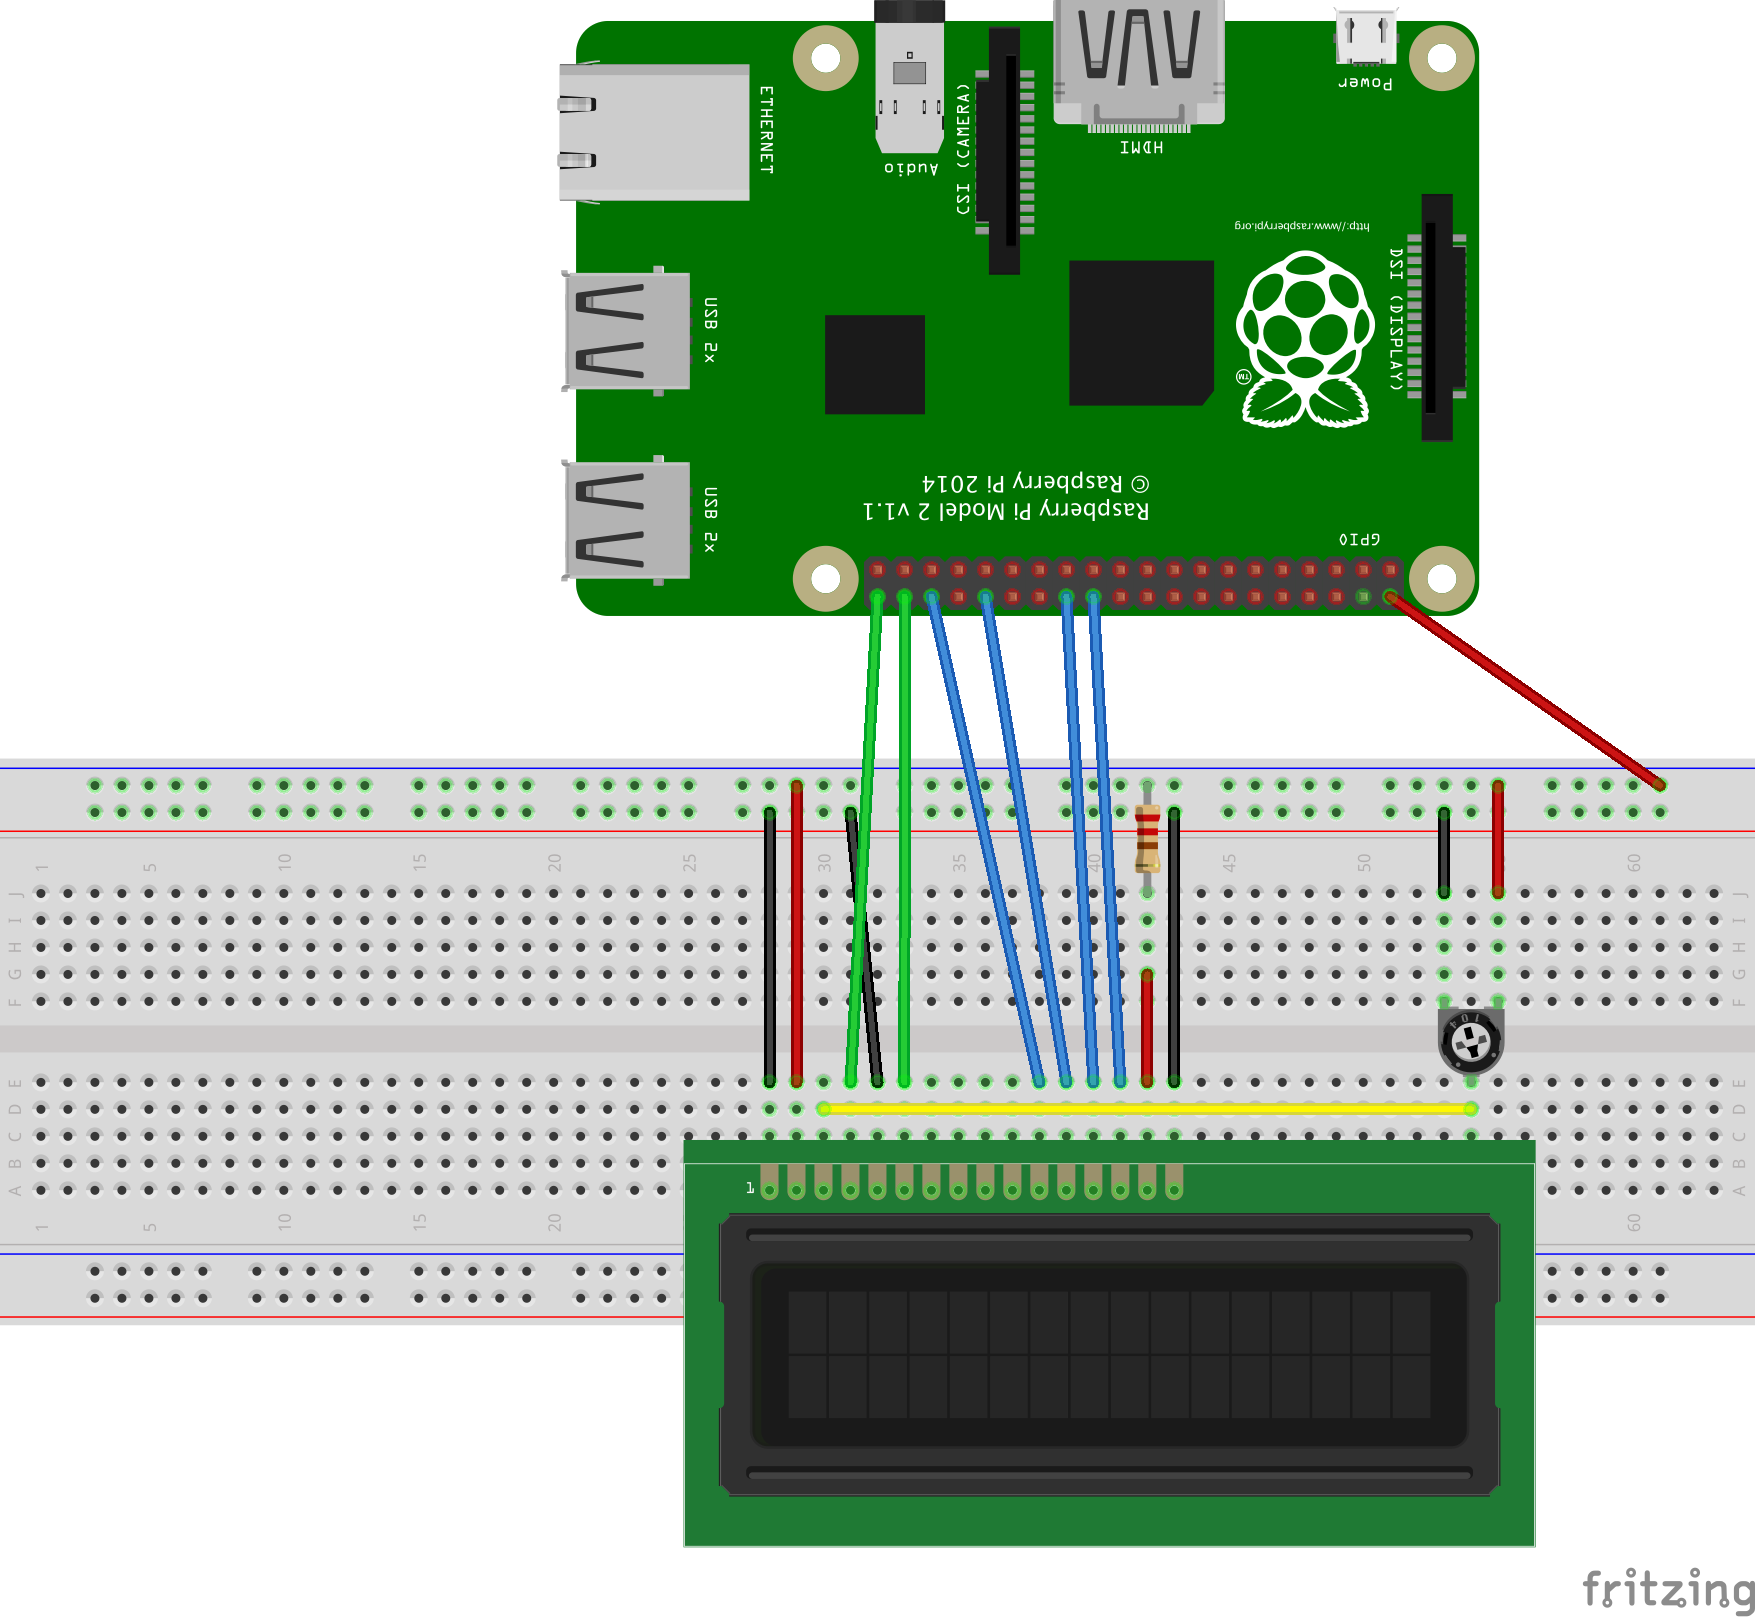 Power
ETHERNET
CSI (CAMERA)
HDMI
Audio
http://www.raspberrypi.org
DSI (DISPLAY)
USB 2x
TM
© Raspberry Pi 2014
Raspberry Pi Model 2 v1.1
USB 2x
GPIO
1 5 10 15 20 25 30 35 40 45 50 60
J J
I I
H H
G G
F F
104
E E
D D
C C
B B
A A
1
1 5 10 15 20 60
fritzing